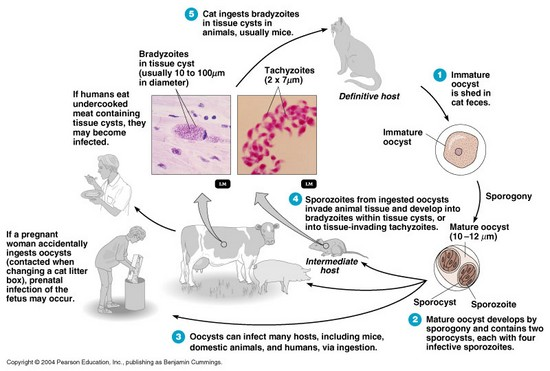 5 Cat ingests bradyzoites
in tissue cysts in
animals, usually mice.
Bradyzoites
in tissue cyst
(usually 10 to 100µm
in diameter)
Tachyzoites
(2 x 7µm)
Definitive host
1 Immature
oocyst
is shed in
cat feces.
If humans eat
undercooked
meat containing
tissue cysts, they
may become
infected.
Immature
oocyst
LM
LM
Sporogony
4 Sporozoites from ingested oocysts
invade animal tissue and develop into
bradyzoites within tissue cysts, or
into tissue-invading tachyzoites.
Mature oocyst
(10–12 µm)
If a pregnant
woman accidentally
ingests oocysts
(contacted when
changing a cat litter
box), prenatal
infection of the
fetus may occur.
Intermediate
host
Sporocyst
Sporozoite
2 Mature oocyst develops by
sporogony and contains two
sporocysts, each with four
infective sporozoites.
3 Oocysts can infect many hosts, including mice,
domestic animals, and humans, via ingestion.
Copyright © 2004 Pearson Education, Inc., publishing as Benjamin Cummings.